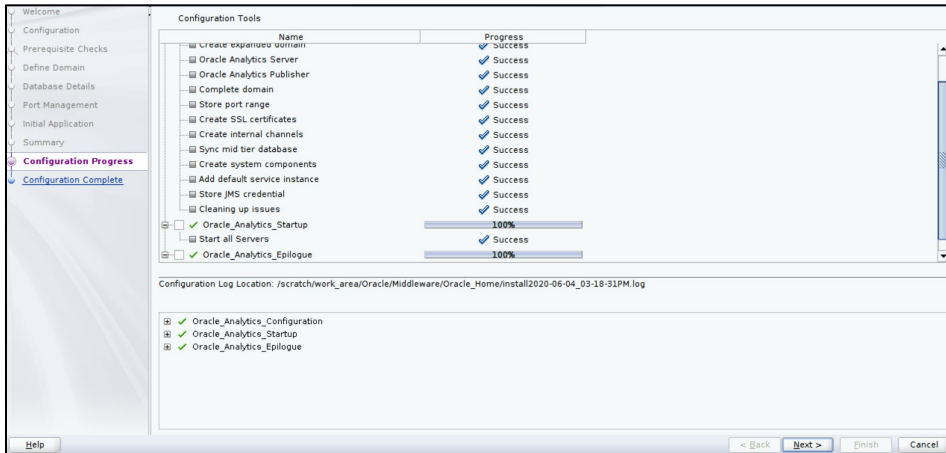 Welcome
Configuration
Prerequisite Checks
Define Domain
Database Details
Port Management
Initial Application
Summary
Configuration Progress
Configuration Complete
Configuration Tools
Name Progress
Create expanded domain Success
Oracle Analytics Server Success
Oracle Analytics Publisher Success
Complete domain Success
Store port range Success
Create SSL certificates Success
Create internal channels Success
Sync mid tier database Success
Create system components Success
Add default service instance Success
Store JMS credential Success
Cleaning up issues Success
Oracle_Analytics_Startup 100%
Start all Servers Success
Oracle_Analytics_Epilogue 100%
Configuration Log Location: /scratch/work_area/Oracle/Middleware/Oracle_Home/install2020-06-04_03-18-31PM.log
Oracle_Analytics_Configuration
Oracle_Analytics_Startup
Oracle_Analytics_Epilogue
Help < Back Next > Finish Cancel